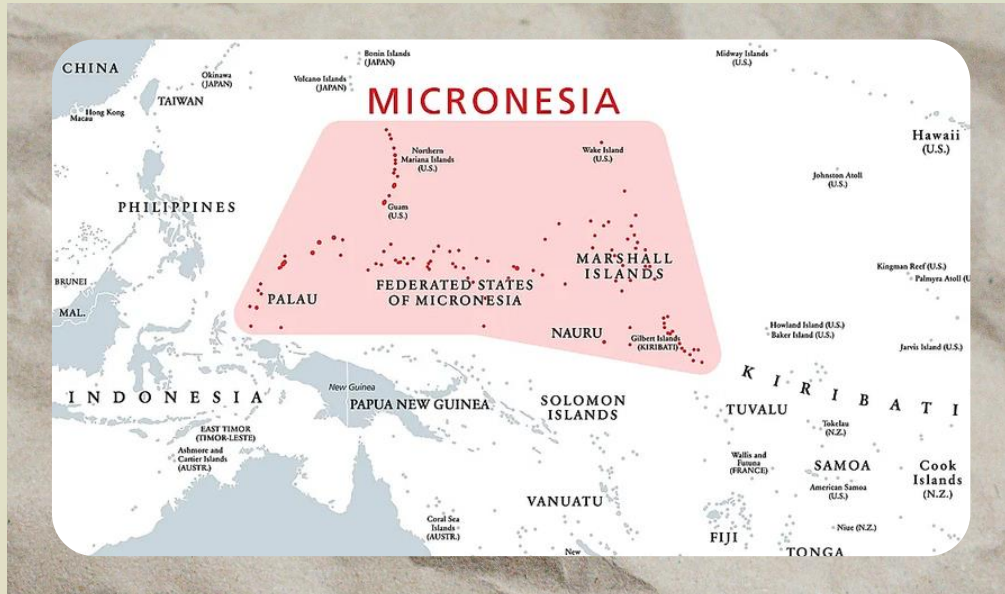 MICRONESIA
CHINA
Hong Kong
Macau
Okinawa
(JAPAN)
TAIWAN
Volcano Islands
(JAPAN)
Bonin Islands
(JAPAN)
Midway Islands
(U.S.)
Hawaii
(U.S.)
Northern
Mariana Islands
(U.S.)
Wake Island
(U.S.)
Johnston Atoll
(U.S.)
Guam
(U.S.)
PHILIPPINES
MARSHALL
ISLANDS
Kingman Reef (U.S.)
Palmyra Atoll (U
BRUNEI
MAL.
PALAU
FEDERATED STATES
OF MICRONESIA
NAURU
Gilbert Islands
(KIRIBATI)
Howland Island (U.S.)
Baker Island (U.S.)
Jarvis Island (U.S.)
KIRIBATI
INDONESIA
New Guinea
PAPUA NEW GUINEA
SOLOMON
ISLANDS
TUVALU
Tokelau
(N.Z.)
EAST TIMOR
(TIMOR-LESTE)
Ashmore and
Cartier Islands
(AUSTR.)
Wallis and
Futuna
(FRANCE)
SAMOA
American Samoa
(U.S.)
Cook
Islands
(N.Z.)
VANUATU
Coral Sea
Islands
(AUSTR.)
FIJI
Niue (N.Z.)
TONGA
New